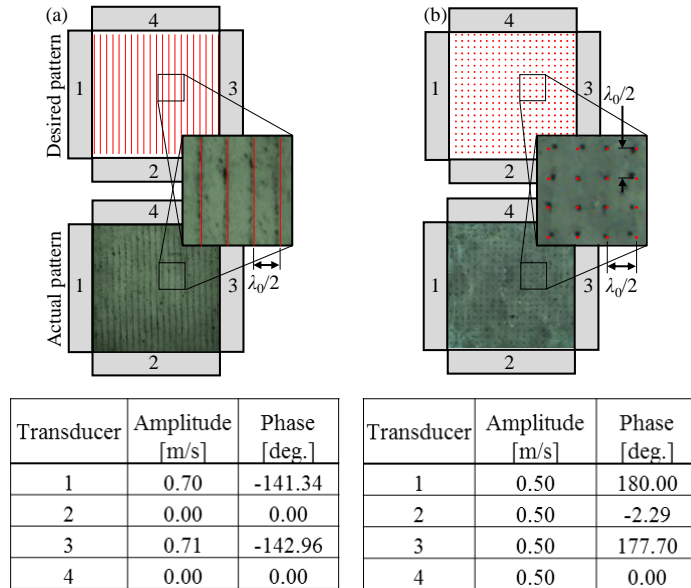 (a)
(b)
Desired pattern
4
1
3
2
4
3
1
2
λ₀/2
λ₀/2
Actual pattern
4
1
3
2
λ₀/2
4
1
3
2
λ₀/2
Transducer Amplitude [m/s] Phase [deg.]
1 0.70 -141.34
2 0.00 0.00
3 0.71 -142.96
4 0.00 0.00
Transducer Amplitude [m/s] Phase [deg.]
1 0.50 180.00
2 0.50 -2.29
3 0.50 177.70
4 0.50 0.00